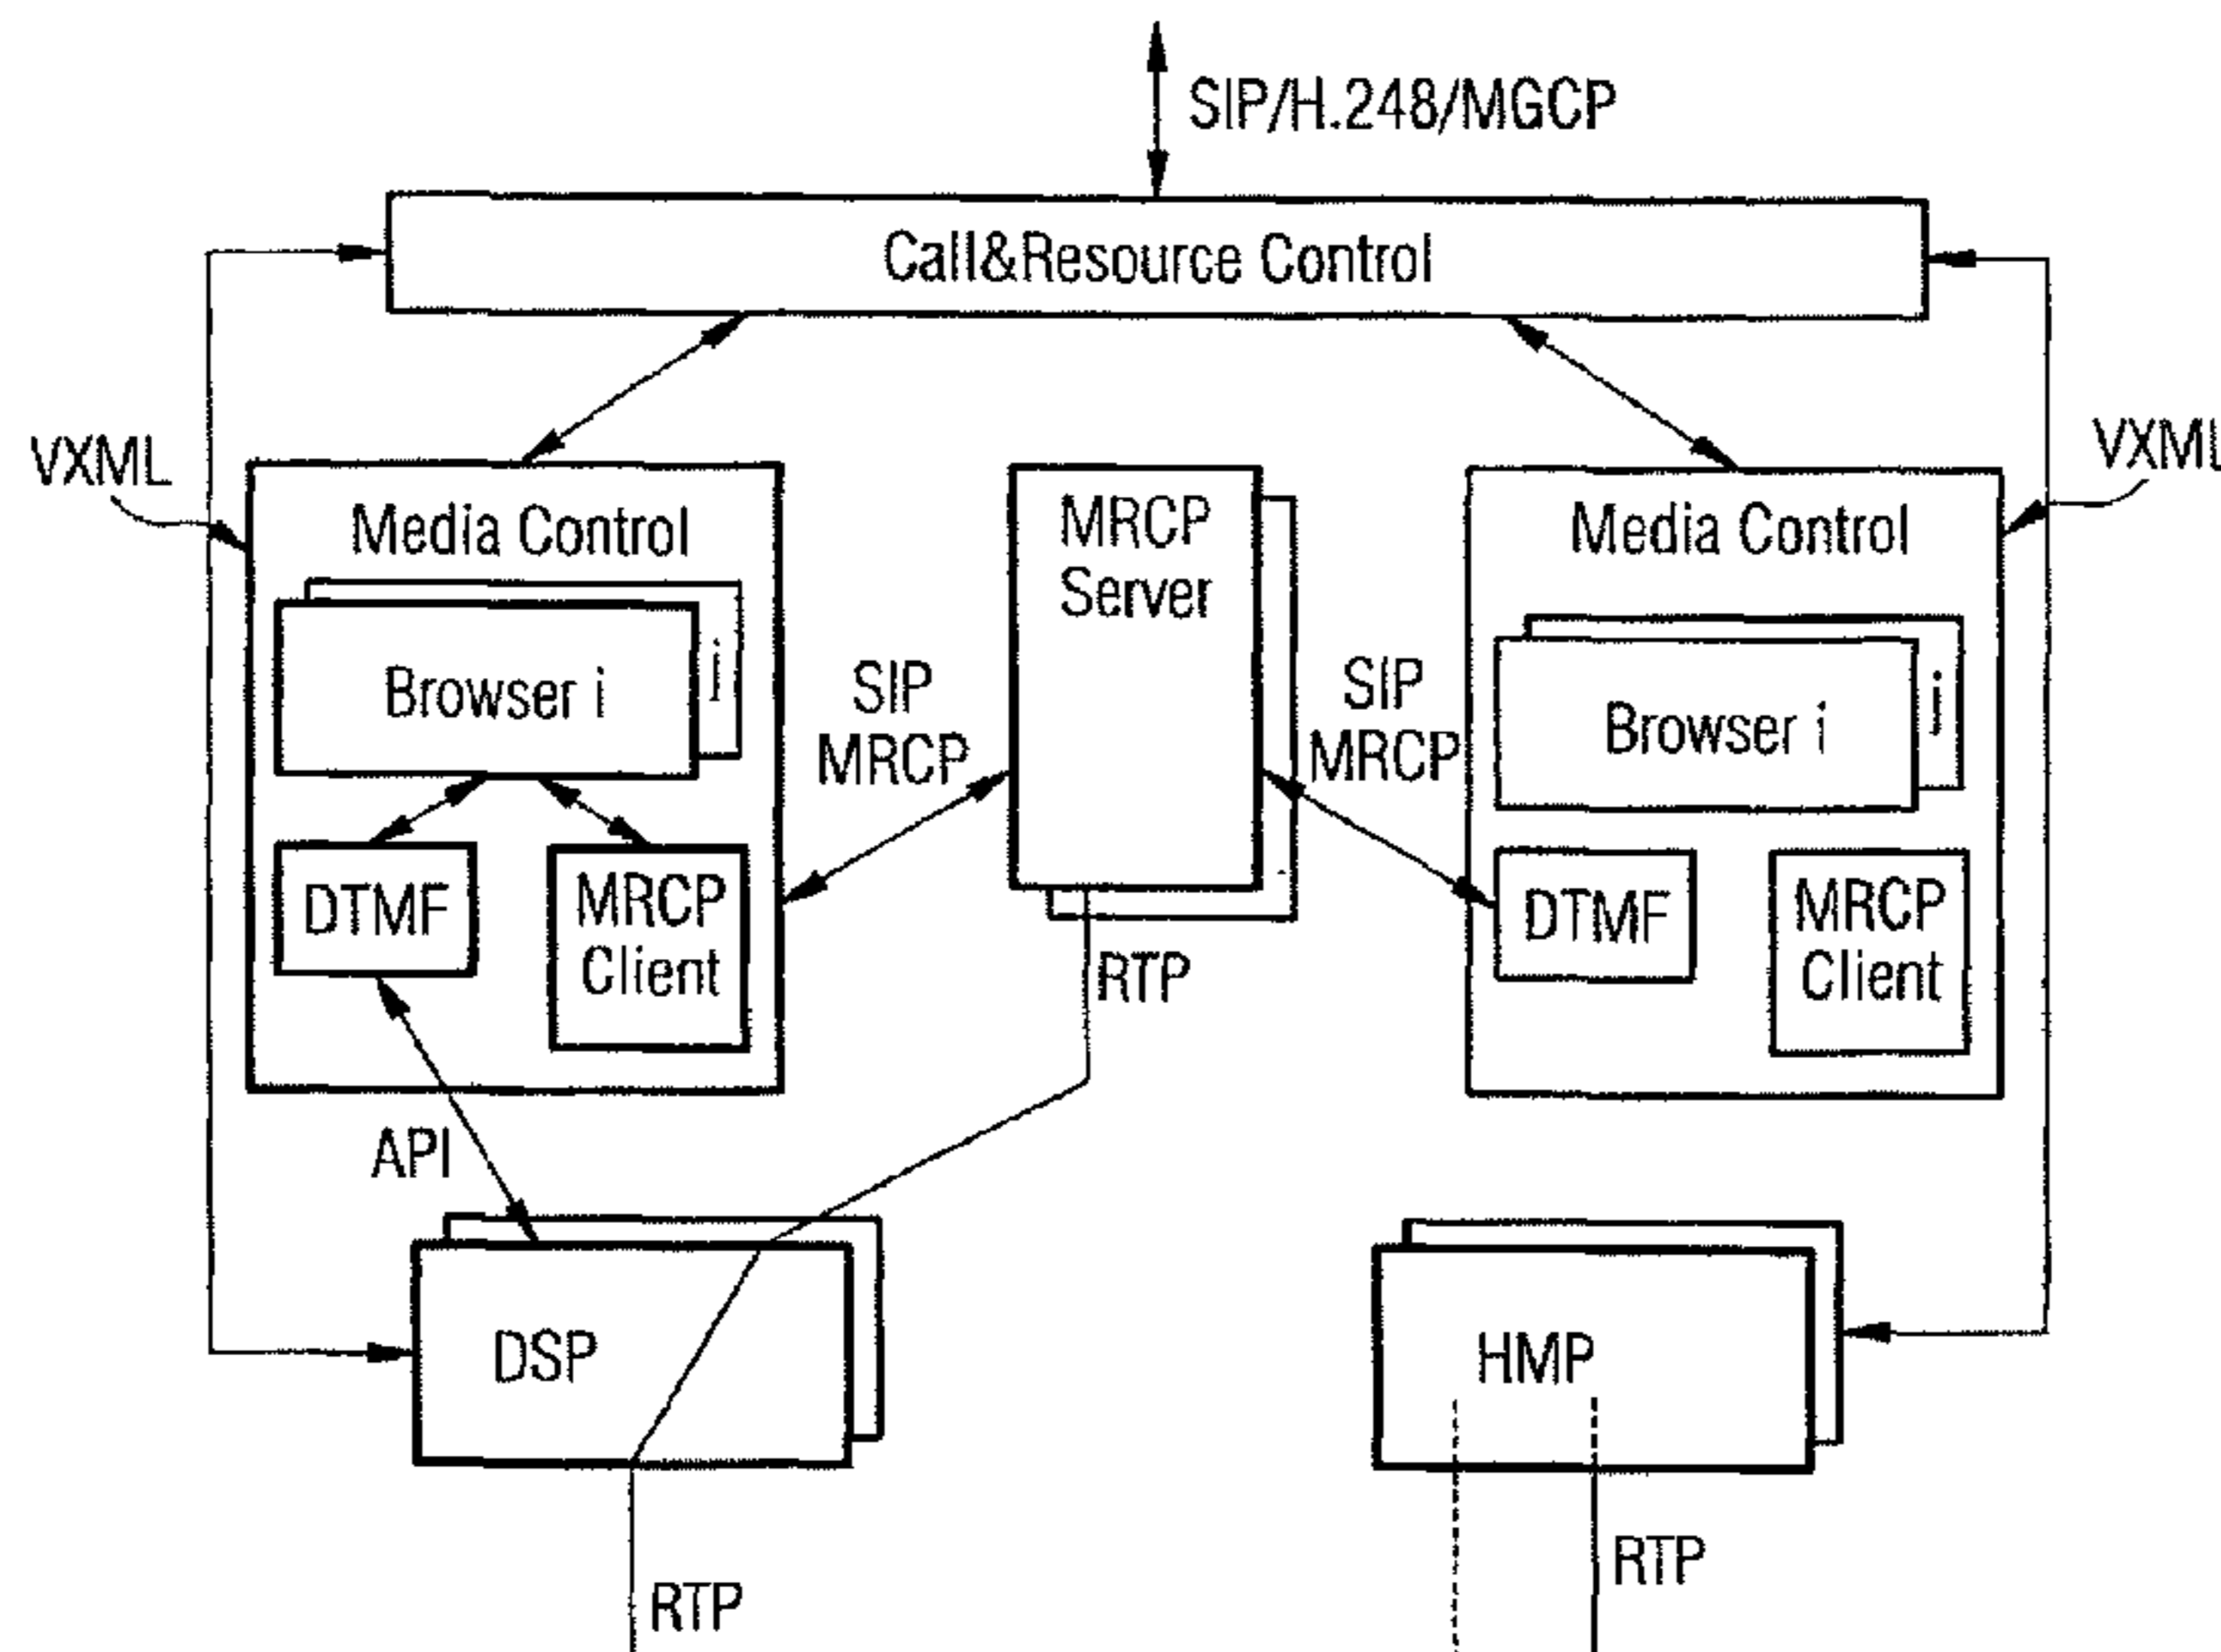 SIP/H.248/MGCP
Call&Resource Control
VXML
VXML
Media Control
MRCP
Server
Media Control
Browser i
j
SIP
MRCP
SIP
MRCP
Browser i
j
DTMF
MRCP
Client
RTP
DTMF
MRCP
Client
API
DSP
HMP
RTP
RTP